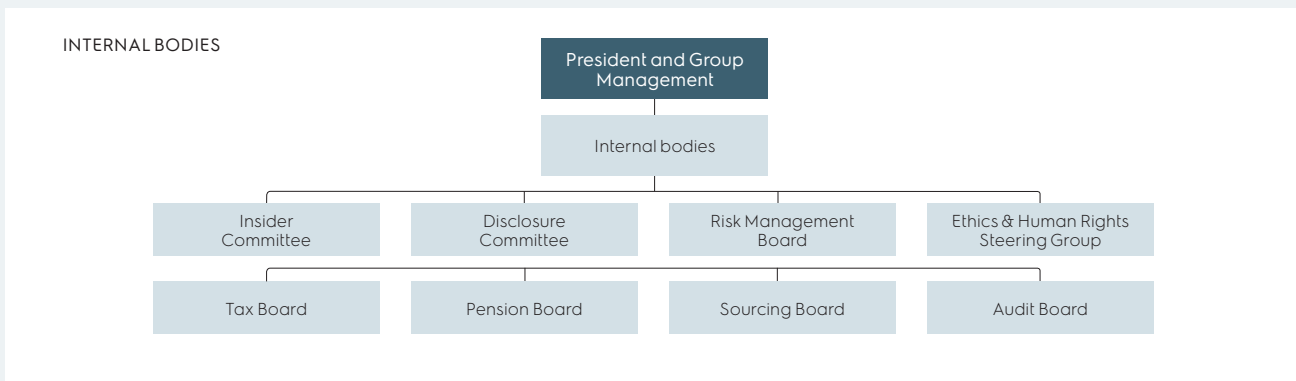 INTERNAL BODIES
President and Group
Management
Internal bodies
Insider
Committee
Disclosure
Committee
Risk Management
Board
Ethics & Human Rights
Steering Group
Tax Board
Pension Board
Sourcing Board
Audit Board